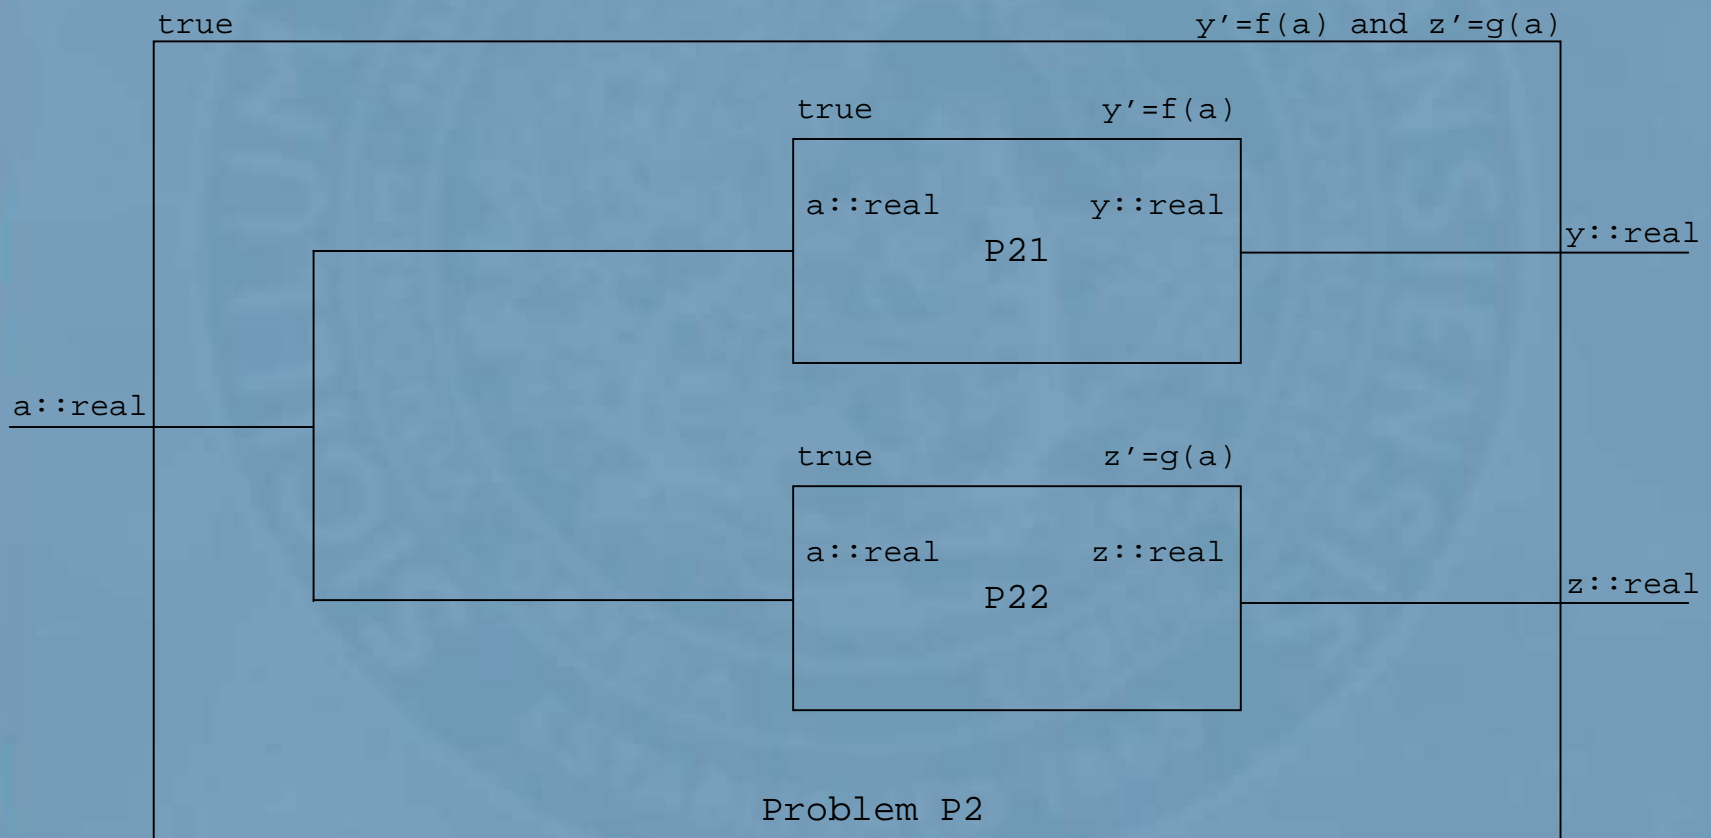 true y′=f(a) and z′=g(a)
true y′=f(a)
a::real y::real
P21
y::real
a::real
true z′=g(a)
a::real z::real
P22
z::real
Problem P2